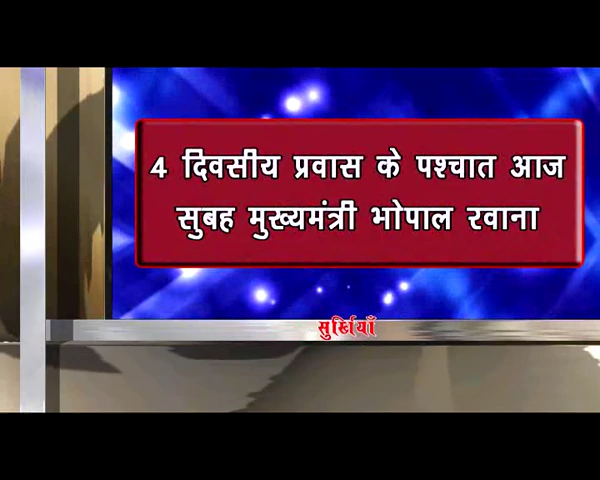 4 दिवसीय प्रवास के पश्चात आज
सुबह मुख्यमंत्री भोपाल रवाना
सुर्खियाँ